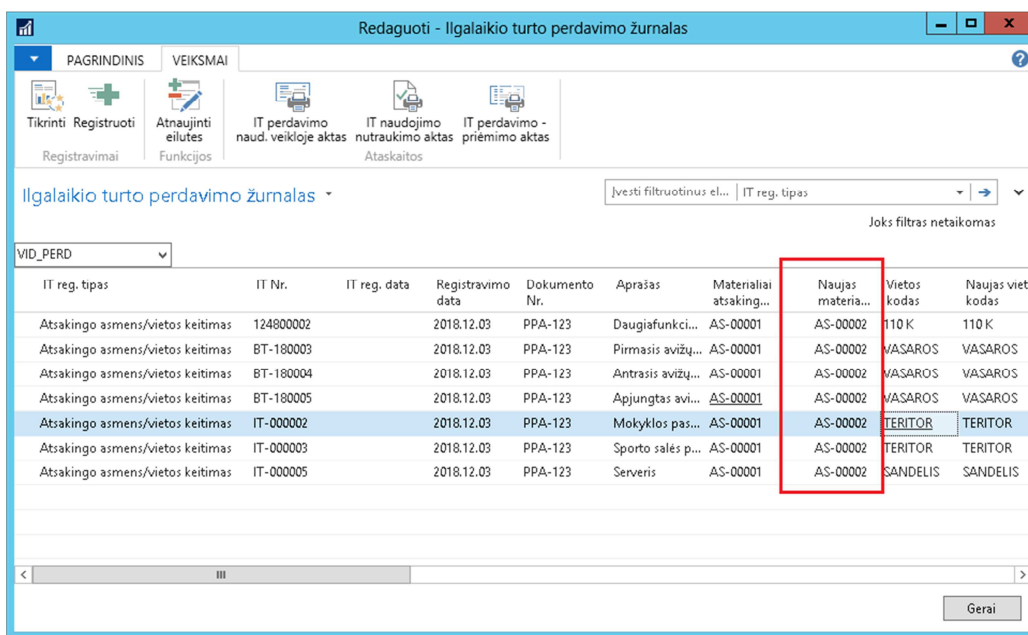 Redaguoti - Ilgalaikio turto perdavimo žurnalas
PAGRINDINIS VEIKSMAI
Tikrinti Registruoti Atnaujinti eilutes IT perdavimo naud. veikloje aktas IT naudojimo nutraukimo aktas IT perdavimo - priėmimo aktas
Registravimai Funkcijos Ataskaitos
Ilgalaikio turto perdavimo žurnalas
Įvesti filtruotinus el... IT reg. tipas
Joks filtras netaikomas
VID_PERD
IT reg. tipas IT Nr. IT reg. data Registravimo data Dokumento Nr. Aprašas Materialiai atsaking... Naujas materia... Vietos kodas Naujas viet kodas
Atsakingo asmens/vietos keitimas 124800002 2018.12.03 PPA-123 Daugiafunkci... AS-00001 AS-00002 110 K 110 K
Atsakingo asmens/vietos keitimas BT-180003 2018.12.03 PPA-123 Pirmasis avižų... AS-00001 AS-00002 VASAROS VASAROS
Atsakingo asmens/vietos keitimas BT-180004 2018.12.03 PPA-123 Antrasis avižų... AS-00001 AS-00002 VASAROS VASAROS
Atsakingo asmens/vietos keitimas BT-180005 2018.12.03 PPA-123 Apjungtas avi... AS-00001 AS-00002 VASAROS VASAROS
Atsakingo asmens/vietos keitimas IT-000002 2018.12.03 PPA-123 Mokyklos pas... AS-00001 AS-00002 TERITOR TERITOR
Atsakingo asmens/vietos keitimas IT-000003 2018.12.03 PPA-123 Sporto salės p... AS-00001 AS-00002 TERITOR TERITOR
Atsakingo asmens/vietos keitimas IT-000005 2018.12.03 PPA-123 Serveris AS-00001 AS-00002 SANDELIS SANDELIS
Gerai